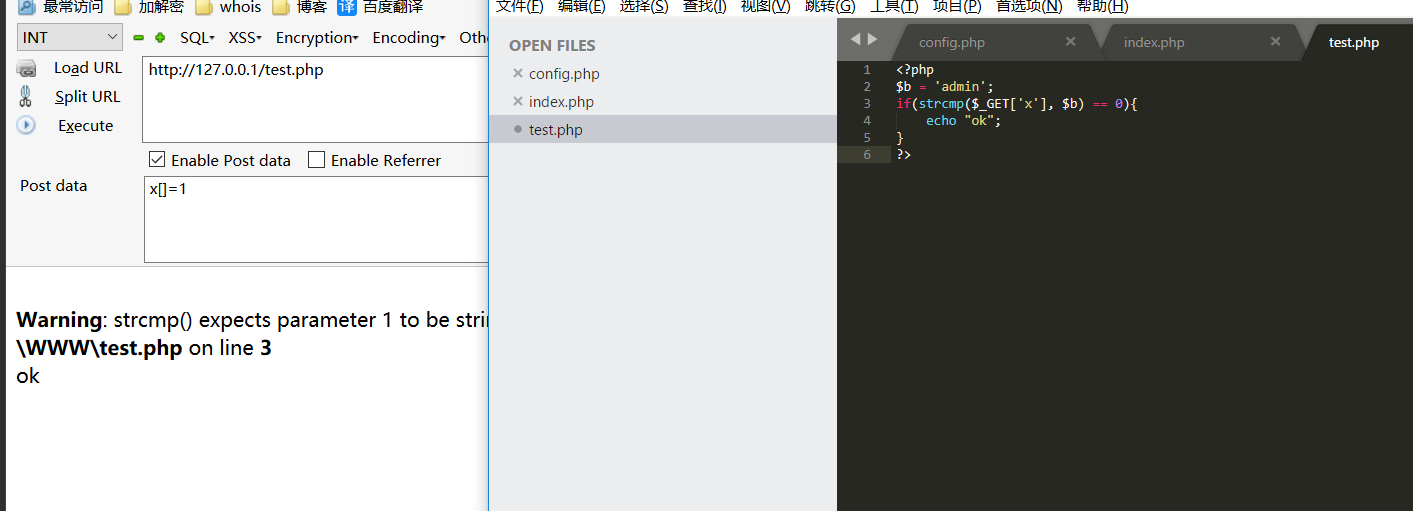 最常访问 加解密 whois 博客 译 百度翻译
INT SQL XSS Encryption Encoding Oth
Load URL
http://127.0.0.1/test.php
Split URL
Execute
Enable Post data Enable Referrer
Post data
x[]=1
Warning: strcmp() expects parameter 1 to be strin
\WWW\test.php on line 3
ok
文件(F) 编辑(E) 选择(S) 查找(I) 视图(V) 跳转(G) 工具(T) 项目(P) 首选项(N) 帮助(H)
OPEN FILES
config.php
index.php
test.php
config.php index.php test.php
1 <?php
2 $b = 'admin';
3 if(strcmp($_GET['x'], $b) == 0){
4 echo "ok";
5 }
6 ?>